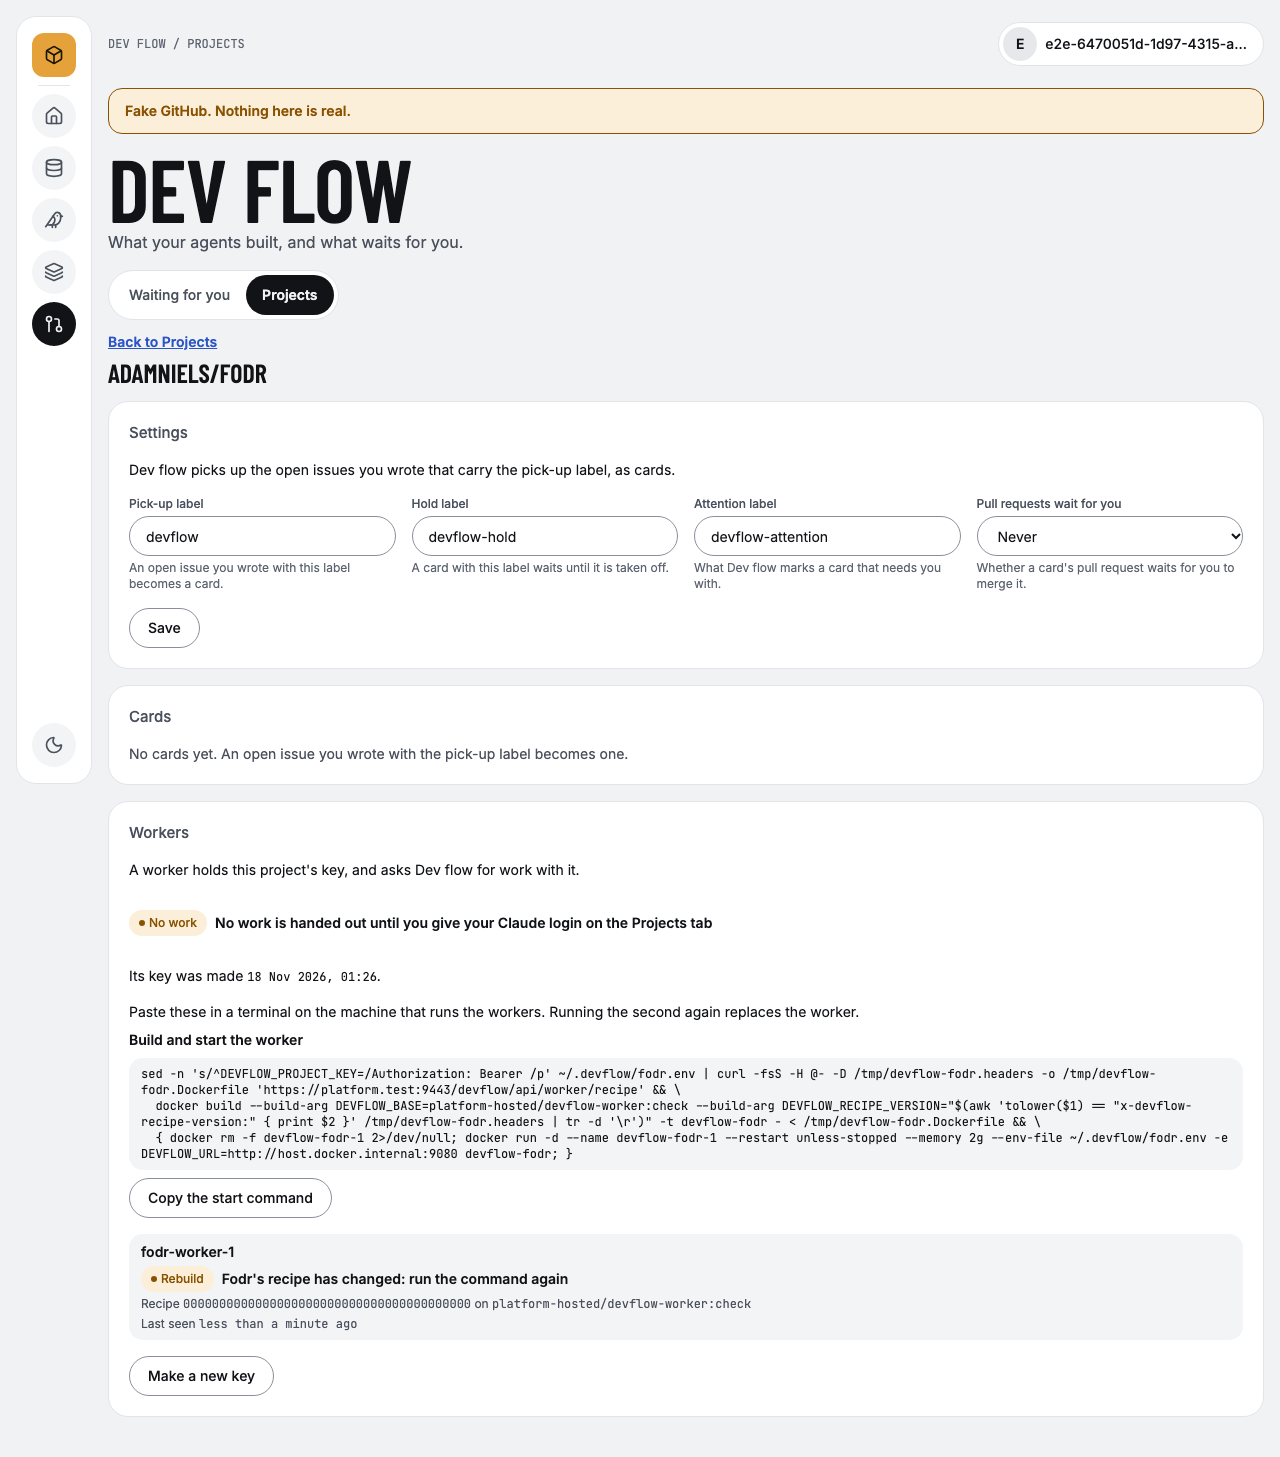 DEV FLOW / PROJECTS
E
e2e-6470051d-1d97-4315-a...
Fake GitHub. Nothing here is real.
DEV FLOW
What your agents built, and what waits for you.
Waiting for you
Projects
Back to Projects
ADAMNIELS/FODR
Settings
Dev flow picks up the open issues you wrote that carry the pick-up label, as cards.
Pick-up label
devflow
An open issue you wrote with this label
becomes a card.
Hold label
devflow-hold
A card with this label waits until it is taken off.
Attention label
devflow-attention
What Dev flow marks a card that needs you
with.
Pull requests wait for you
Never
Whether a card's pull request waits for you to
merge it.
Save
Cards
No cards yet. An open issue you wrote with the pick-up label becomes one.
Workers
A worker holds this project's key, and asks Dev flow for work with it.
No work
No work is handed out until you give your Claude login on the Projects tab
Its key was made 18 Nov 2026, 01:26.
Paste these in a terminal on the machine that runs the workers. Running the second again replaces the worker.
Build and start the worker
sed -n 's/^DEVFLOW_PROJECT_KEY=/Authorization: Bearer /p' ~/.devflow/fodr.env | curl -fsS -H @- -D /tmp/devflow-fodr.headers -o /tmp/devflow-
fodr.Dockerfile 'https://platform.test:9443/devflow/api/worker/recipe' && \
docker build --build-arg DEVFLOW_BASE=platform-hosted/devflow-worker:check --build-arg DEVFLOW_RECIPE_VERSION="$(awk 'tolower($1) == "x-devflow-
recipe-version:" { print $2 }' /tmp/devflow-fodr.headers | tr -d '\r')" -t devflow-fodr - < /tmp/devflow-fodr.Dockerfile && \
{ docker rm -f devflow-fodr-1 2>/dev/null; docker run -d --name devflow-fodr-1 --restart unless-stopped --memory 2g --env-file ~/.devflow/fodr.env -e
DEVFLOW_URL=http://host.docker.internal:9080 devflow-fodr; }
Copy the start command
fodr-worker-1
Rebuild
Fodr's recipe has changed: run the command again
Recipe 0000000000000000000000000000000000000000 on platform-hosted/devflow-worker:check
Last seen less than a minute ago
Make a new key